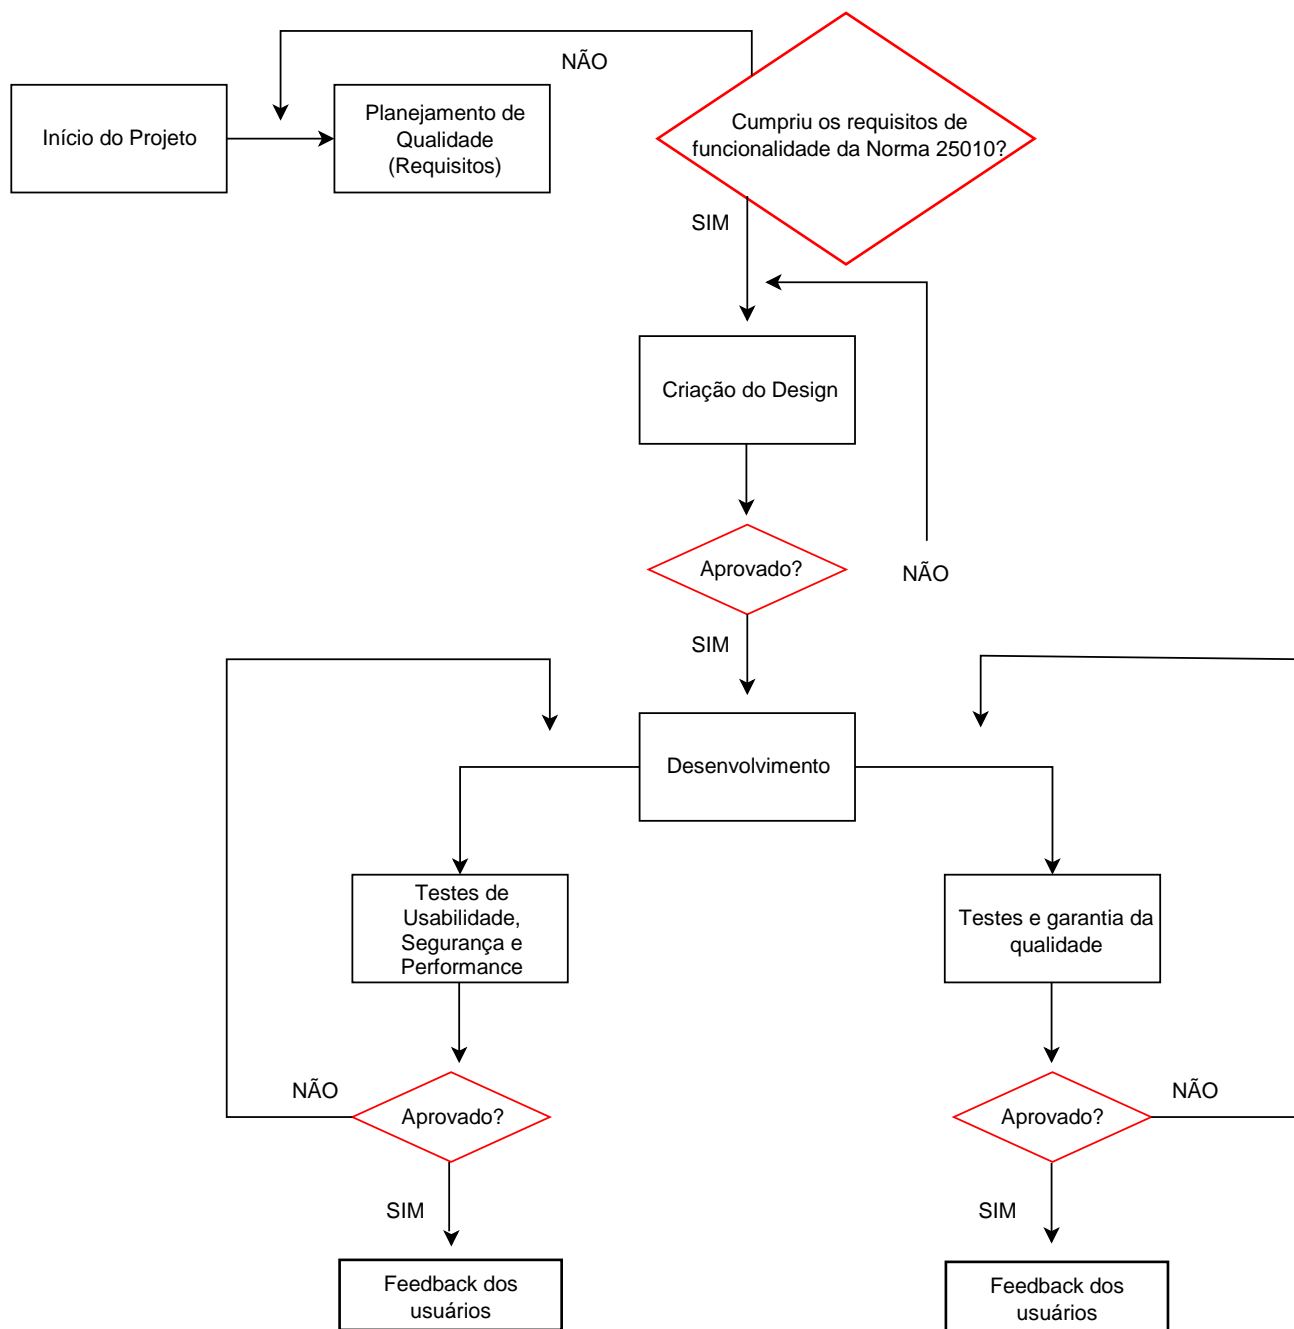 NÃO
Início do Projeto
Planejamento de
Qualidade
(Requisitos)
Cumpriu os requisitos de
funcionalidade da Norma 25010?
SIM
Criação do Design
Aprovado?
NÃO
SIM
Desenvolvimento
Testes de
Usabilidade,
Segurança e
Performance
Testes e garantia da
qualidade
NÃO
Aprovado?
Aprovado?
NÃO
SIM
SIM
Feedback dos
usuários
Feedback dos
usuários